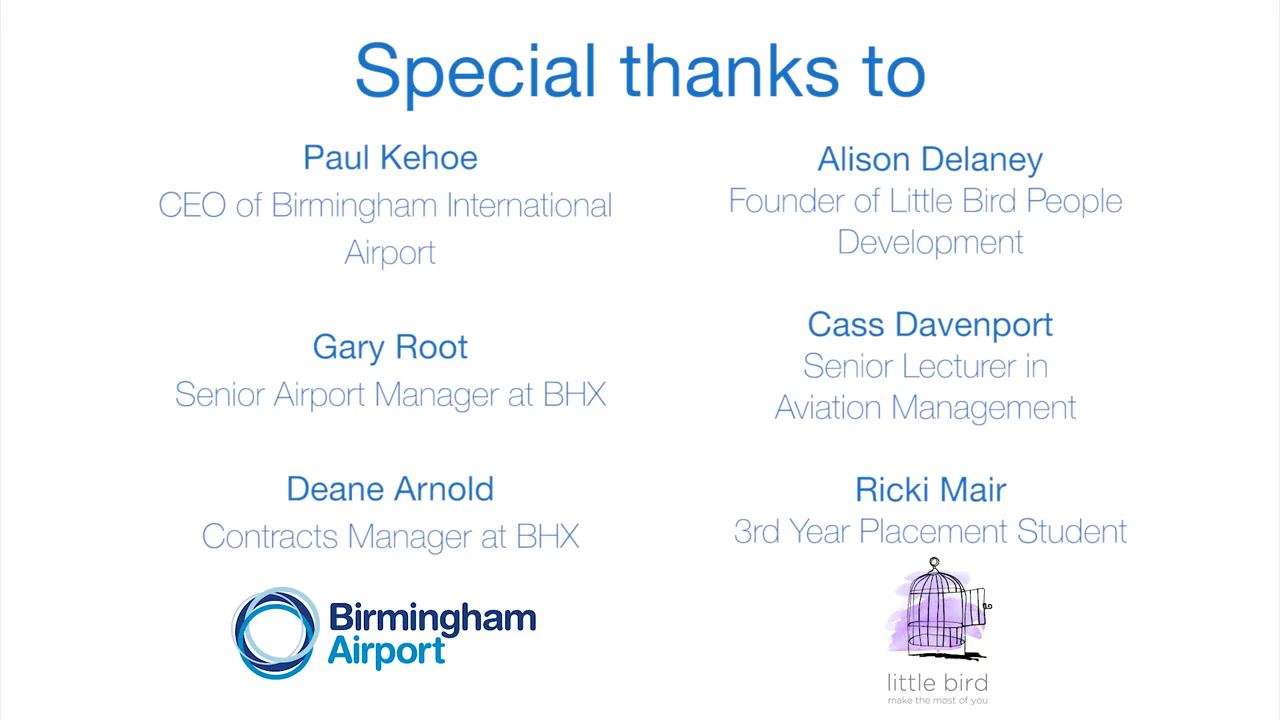 Special thanks to
Paul Kehoe
CEO of Birmingham International
Airport
Gary Root
Senior Airport Manager at BHX
Deane Arnold
Contracts Manager at BHX
Birmingham
Airport
Alison Delaney
Founder of Little Bird People
Development
Cass Davenport
Senior Lecturer in
Aviation Management
Ricki Mair
3rd Year Placement Student
little bird
make the most of you